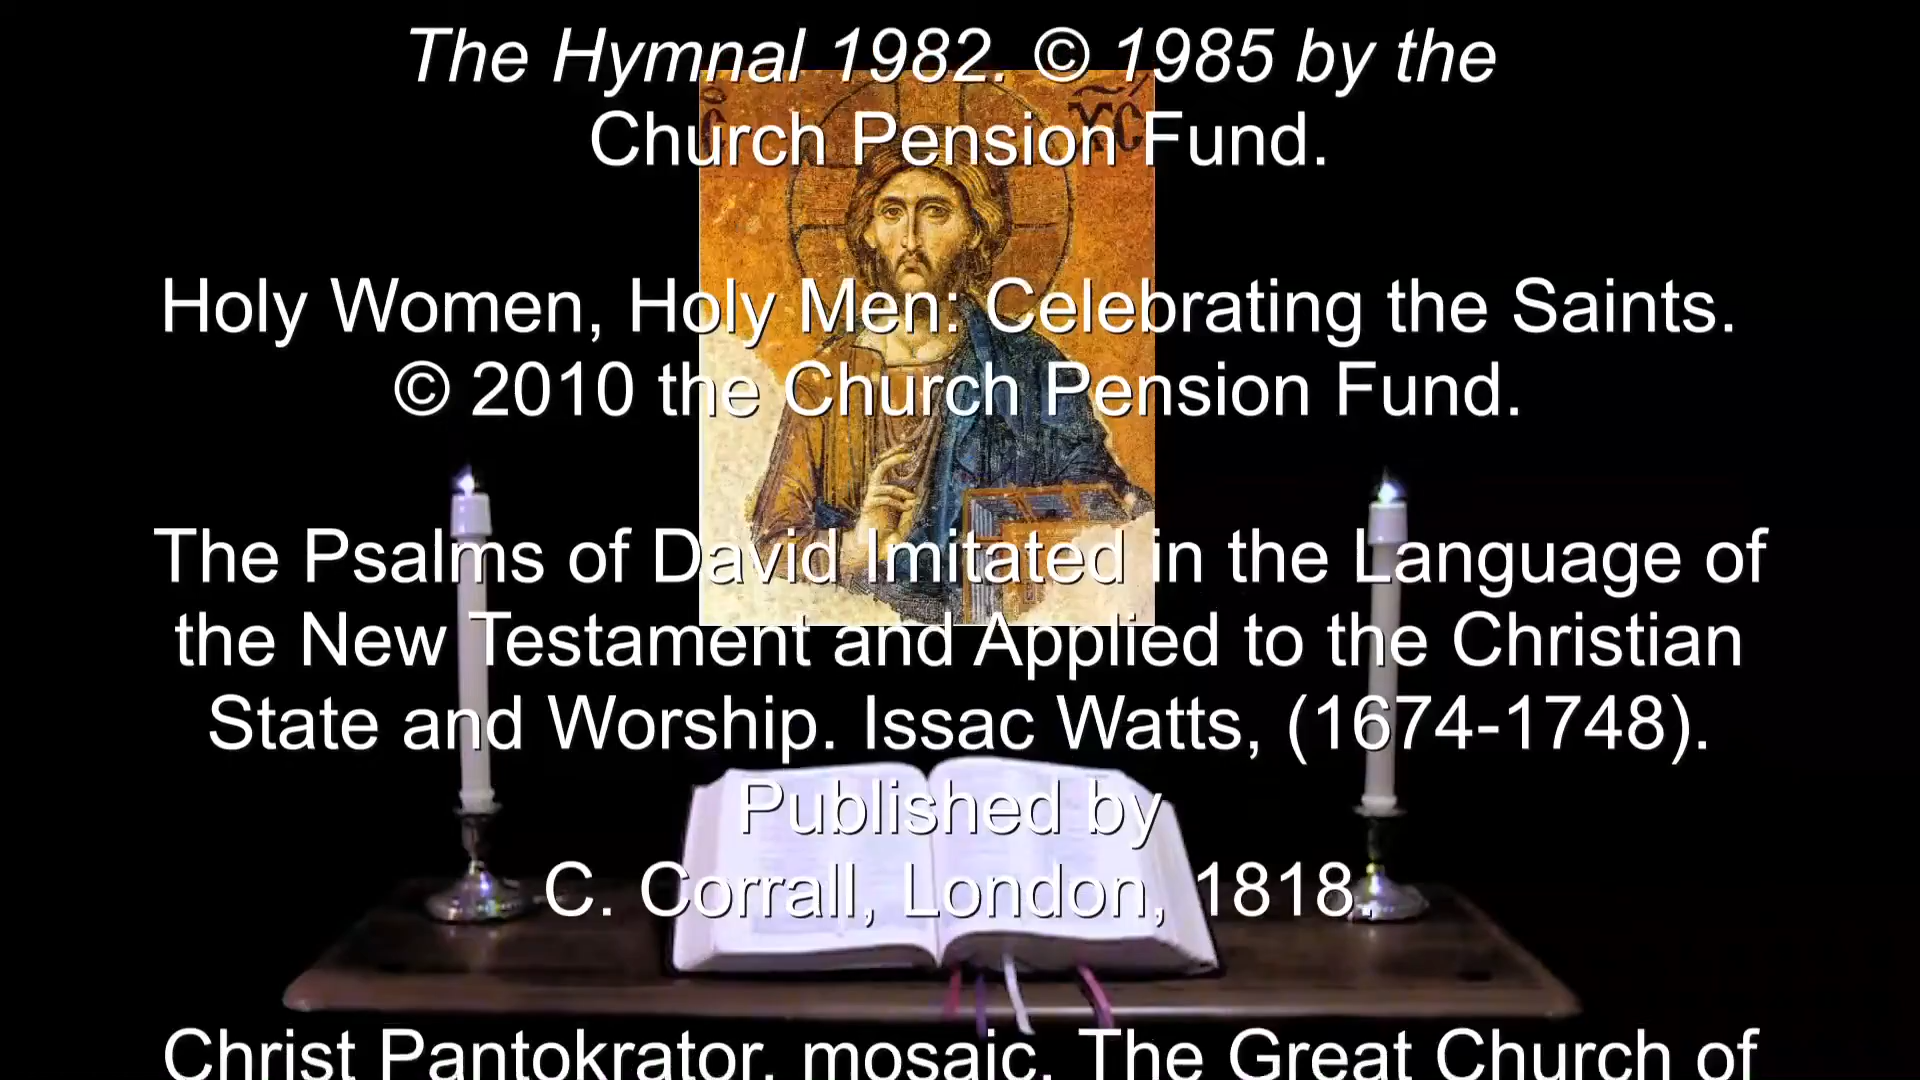 The Hymnal 1982. © 1985 by the
Church Pension Fund.
Holy Women, Holy Men: Celebrating the Saints.
© 2010 the Church Pension Fund.
The Psalms of David Imitated in the Language of
the New Testament and Applied to the Christian
State and Worship. Issac Watts, (1674-1748).
Published by
C. Corrall, London, 1818.
Christ Pantokrator, mosaic. The Great Church of